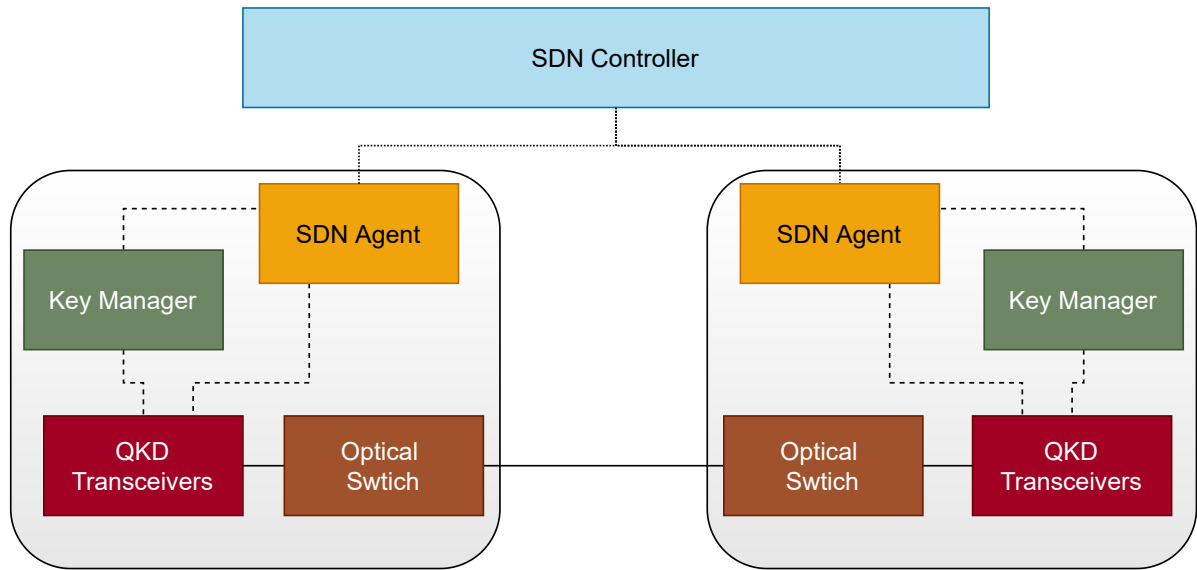 SDN Controller
SDN Agent
SDN Agent
Key Manager
Key Manager
QKD
Transceivers
Optical
Swtich
Optical
Swtich
QKD
Transceivers